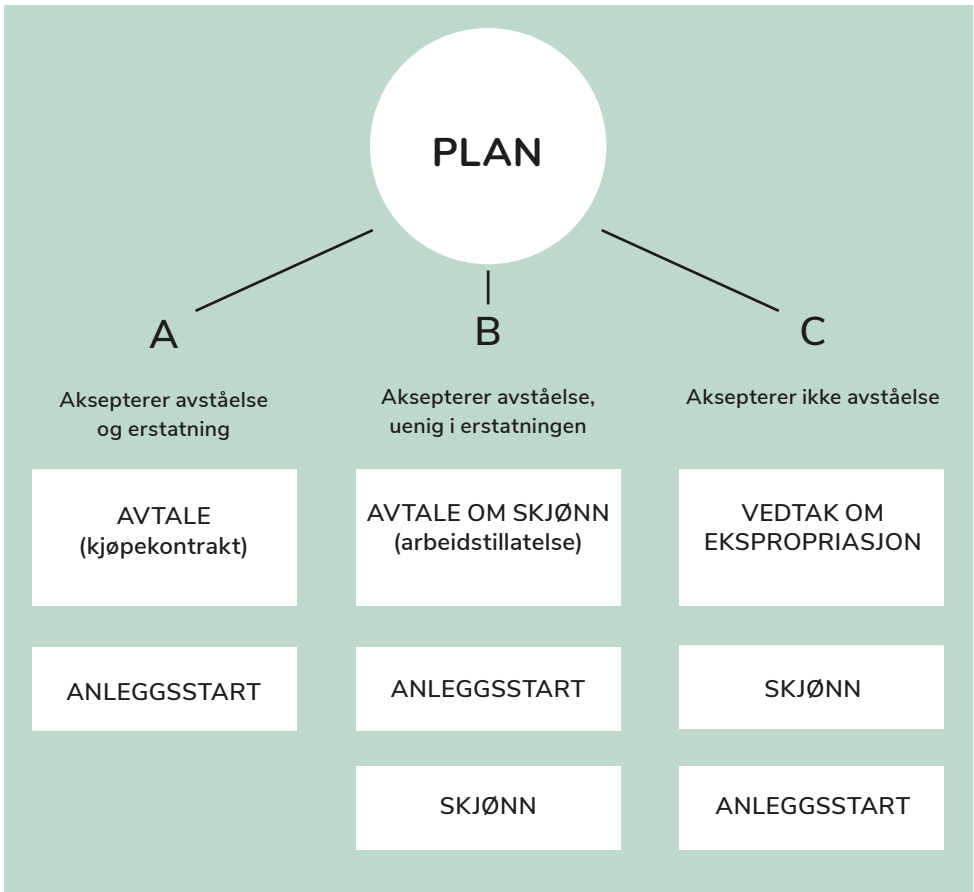 PLAN
A
Aksepterer avståelse
og erstatning
AVTALE
(kjøpekontrakt)
ANLEGGSSTART
B
Aksepterer avståelse,
uenig i erstatningen
AVTALE OM SKJØNN
(arbeidstillatelse)
ANLEGGSSTART
SKJØNN
C
Aksepterer ikke avståelse
VEDTAK OM
EKSPROPRIASJON
SKJØNN
ANLEGGSSTART